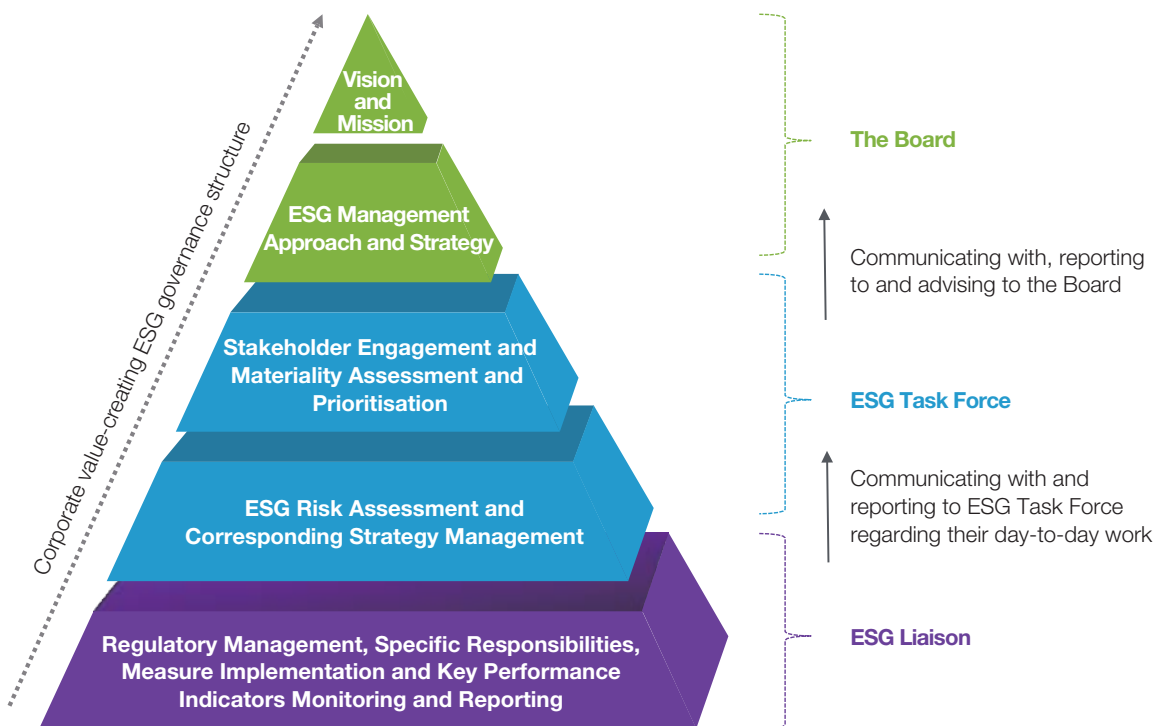 Corporate value-creating ESG governance structure
Vision
and
Mission
ESG Management
Approach and Strategy
Stakeholder Engagement and
Materiality Assessment and
Prioritisation
ESG Risk Assessment and
Corresponding Strategy Management
Regulatory Management, Specific Responsibilities,
Measure Implementation and Key Performance
Indicators Monitoring and Reporting
The Board
Communicating with, reporting
to and advising to the Board
ESG Task Force
Communicating with and
reporting to ESG Task Force
regarding their day-to-day work
ESG Liaison